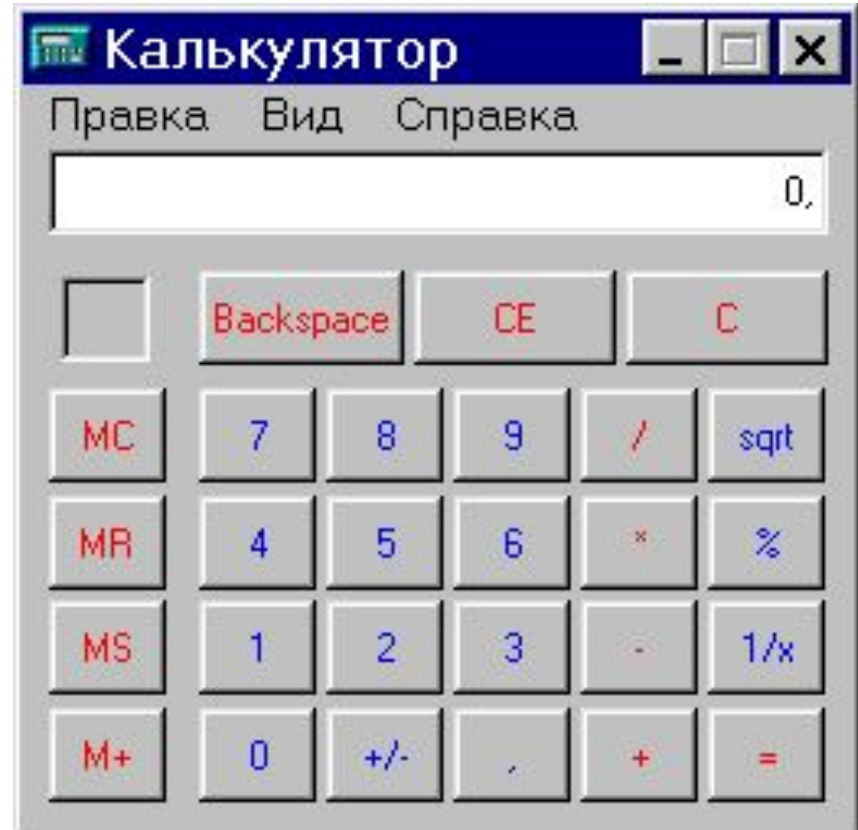 Калькулятор
Правка Вид Справка
0,
Backspace CE C
MC 7 8 9 / sqrt
MR 4 5 6 * %
MS 1 2 3 - 1/x
M+ 0 +/- , + =